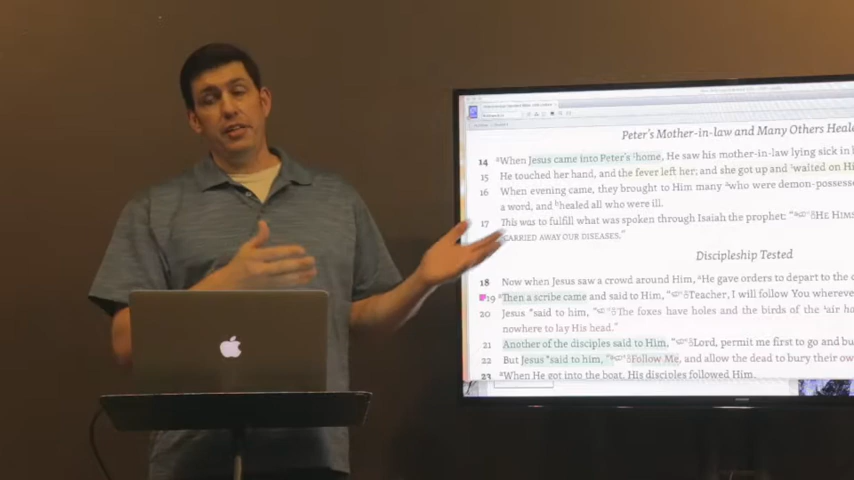 Peter's Mother-in-law and Many Others Heale
14 aWhen Jesus came into Peter's home, He saw his mother-in-law lying sick in b
15 He touched her hand, and the fever left her; and she got up and waited on Hi
16 When evening came, they brought to Him many who were demon-possess
a word, and healed all who were ill.
17 This was to fulfill what was spoken through Isaiah the prophet: "HE HIMS
CARRIED AWAY OUR DISEASES."
Discipleship Tested
18 Now when Jesus saw a crowd around Him, He gave orders to depart to the
19 Then a scribe came and said to Him, "Teacher, I will follow You whereve
20 Jesus *said to him, "The foxes have holes and the birds of the air ha
nowhere to lay His head."
21 Another of the disciples said to Him, "Lord, permit me first to go and bu
22 But Jesus *said to him, "Follow Me, and allow the dead to bury their ow
23 When He got into the boat, His disciples followed Him.